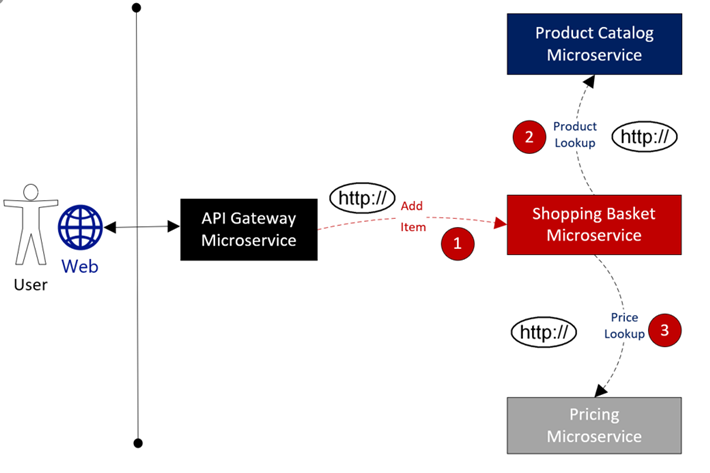 Product Catalog
Microservice
2
Product
Lookup
http://
http://
API Gateway
Microservice
Add
Item
1
Shopping Basket
Microservice
Web
User
http://
Price
Lookup
3
Pricing
Microservice